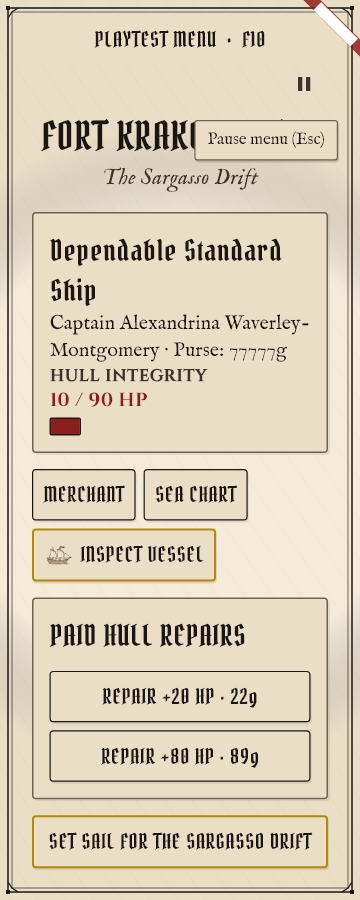 PLAYTEST MENU · F10
FORT KRAK
Pause menu (Esc)
The Sargasso Drift
Dependable Standard
Ship
Captain Alexandrina Waverley-
Montgomery · Purse: 77777g
HULL INTEGRITY
10 / 90 HP
MERCHANT
SEA CHART
INSPECT VESSEL
PAID HULL REPAIRS
REPAIR +20 HP · 22g
REPAIR +80 HP · 89g
SET SAIL FOR THE SARGASSO DRIFT